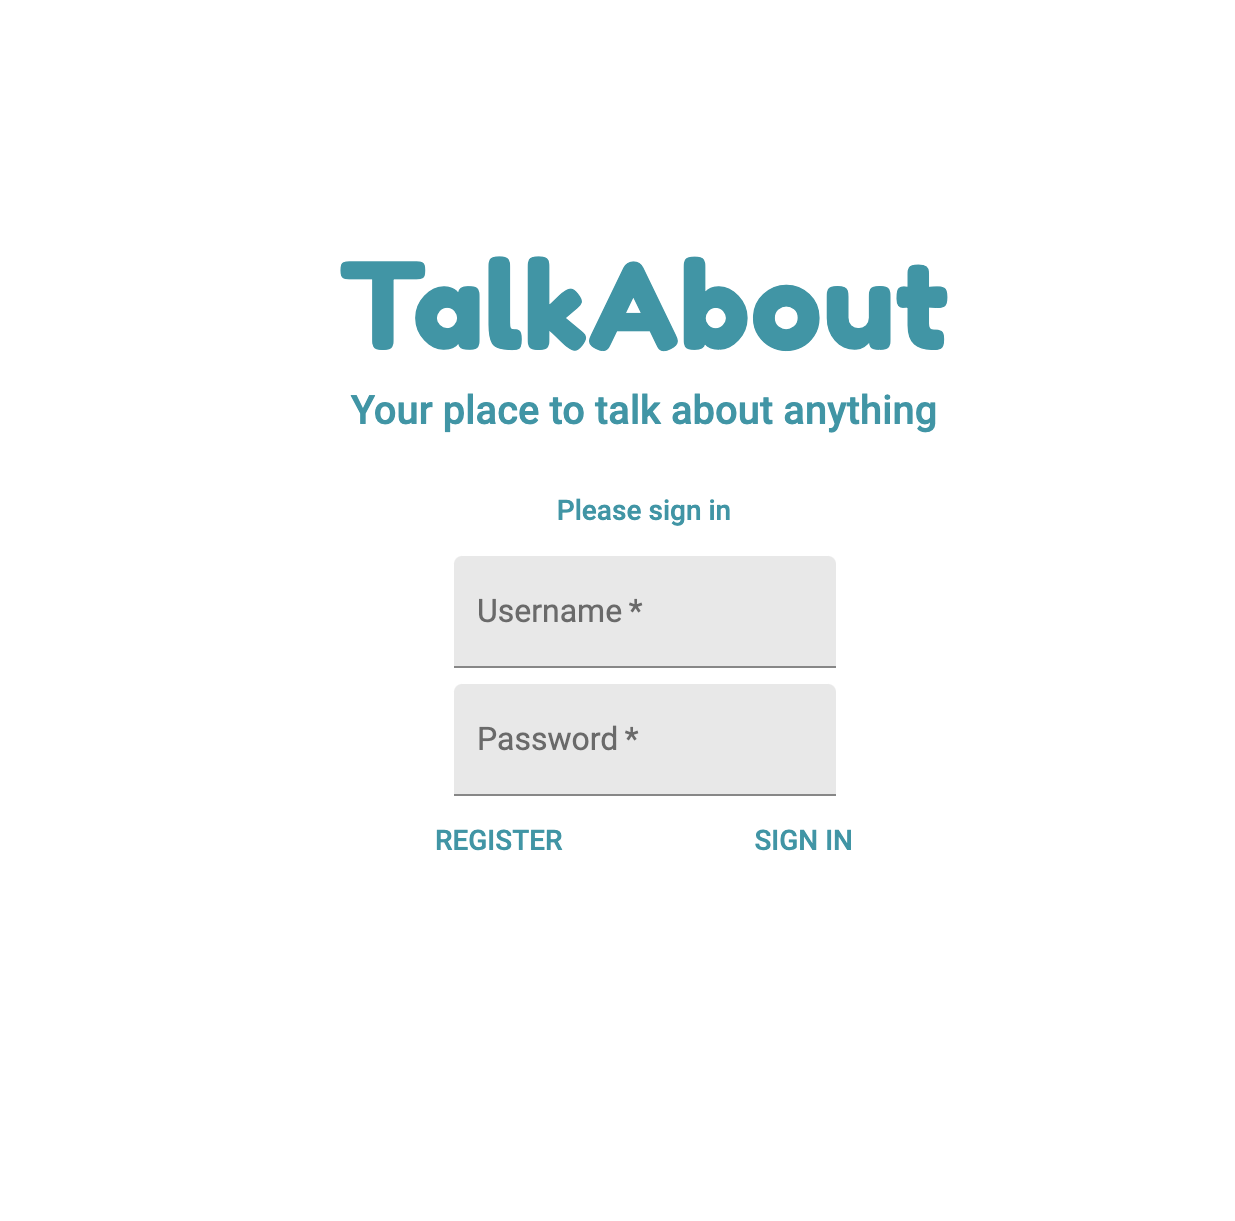 TalkAbout
Your place to talk about anything
Please sign in
Username *
Password *
REGISTER SIGN IN